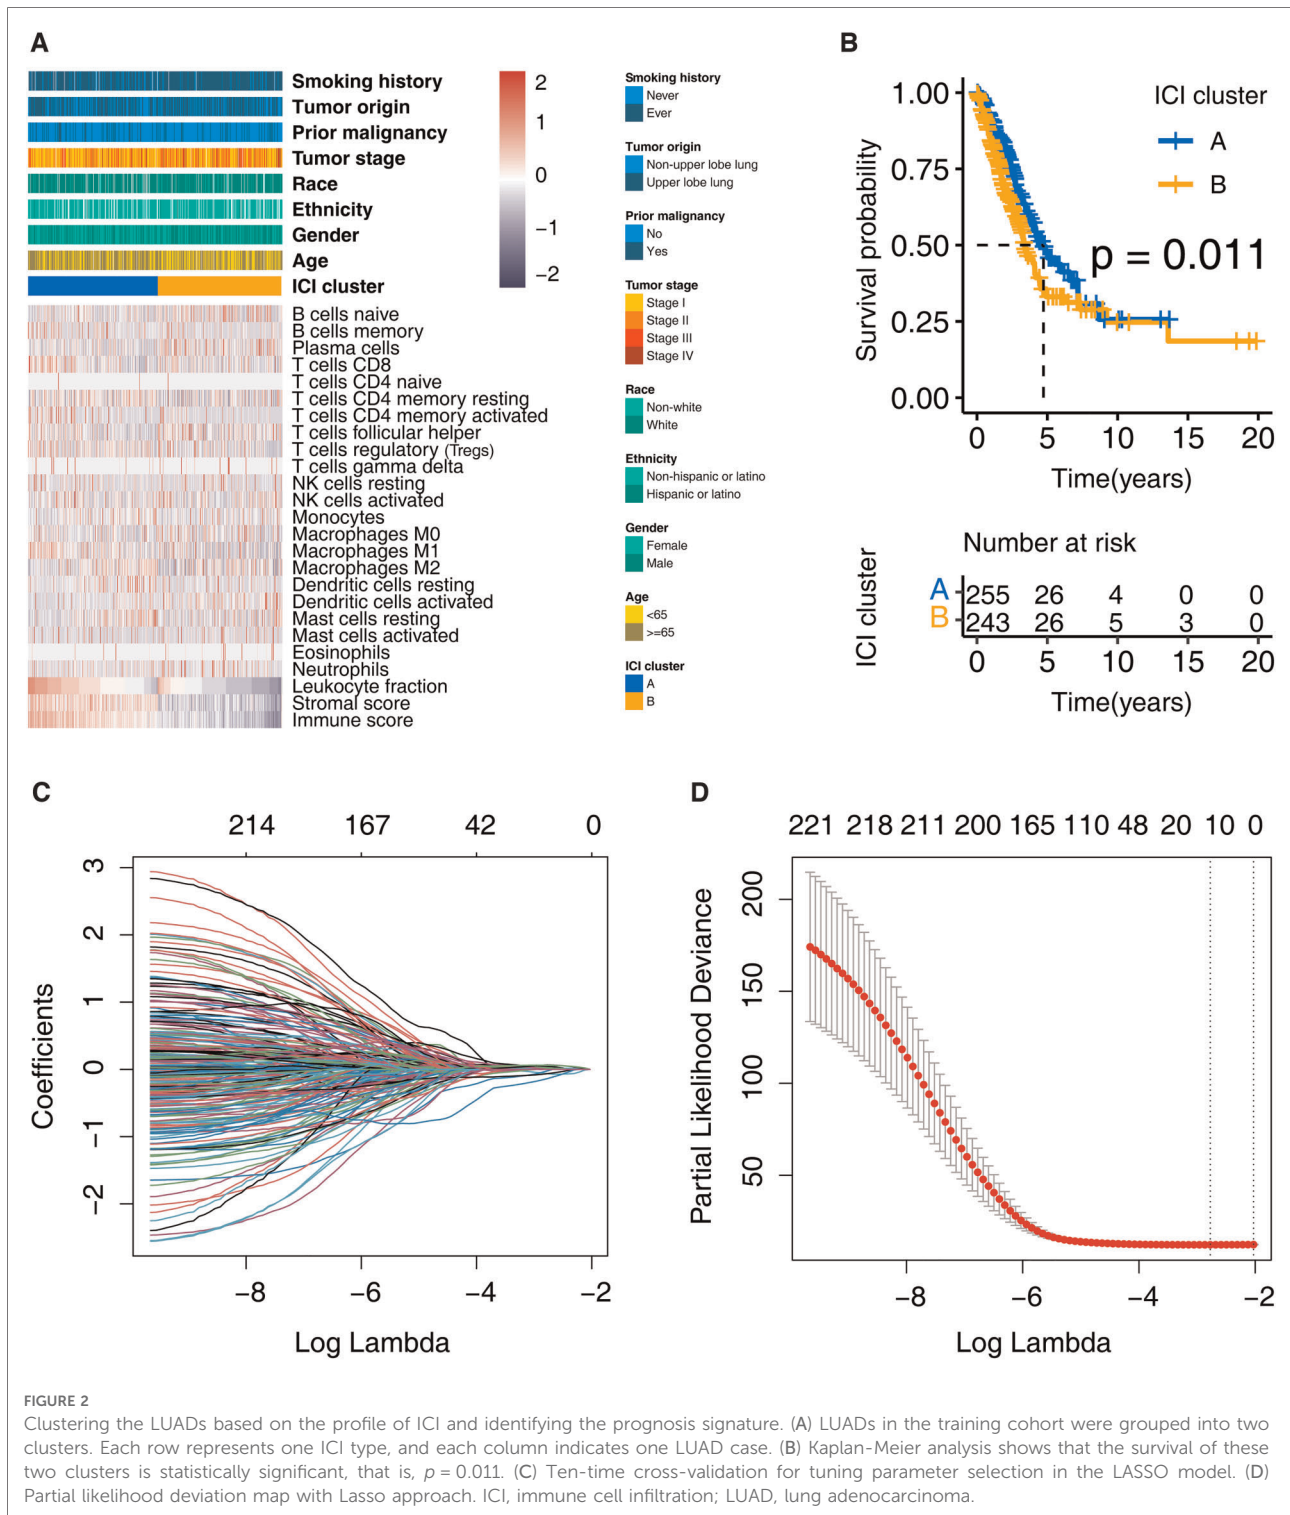 A
Smoking history
Tumor origin
Prior malignancy
Tumor stage
Race
Ethnicity
Gender
Age
ICI cluster
B cells naive
B cells memory
Plasma cells
T cells CD8
T cells CD4 naive
T cells CD4 memory resting
T cells CD4 memory activated
T cells follicular helper
T cells regulatory (Tregs)
T cells gamma delta
NK cells resting
NK cells activated
Monocytes
Macrophages M0
Macrophages M1
Macrophages M2
Dendritic cells resting
Dendritic cells activated
Mast cells resting
Mast cells activated
Eosinophils
Neutrophils
Leukocyte fraction
Stromal score
Immune score
2
1
0
−1
−2
Smoking history
Never
Ever
Tumor origin
Non-upper lobe lung
Upper lobe lung
Prior malignancy
No
Yes
Tumor stage
Stage I
Stage II
Stage III
Stage IV
Race
Non-white
White
Ethnicity
Non-hispanic or latino
Hispanic or latino
Gender
Female
Male
Age
<65
>=65
ICI cluster
A
B
B
Survival probability
1.00
0.75
0.50
0.25
0.00
ICI cluster
A
B
p = 0.011
0 5 10 15 20
Time(years)
Number at risk
ICI cluster
A 255 26 4 0 0
B 243 26 5 3 0
0 5 10 15 20
Time(years)
C
214 167 42 0
Coefficients
3
2
1
0
−1
−2
−8 −6 −4 −2
Log Lambda
D
221 218 211 200 165 110 48 20 10 0
Partial Likelihood Deviance
200
150
100
50
−8 −6 −4 −2
Log Lambda
FIGURE 2
Clustering the LUADs based on the profile of ICI and identifying the prognosis signature. (A) LUADs in the training cohort were grouped into two
clusters. Each row represents one ICI type, and each column indicates one LUAD case. (B) Kaplan-Meier analysis shows that the survival of these
two clusters is statistically significant, that is, p = 0.011. (C) Ten-time cross-validation for tuning parameter selection in the LASSO model. (D)
Partial likelihood deviation map with Lasso approach. ICI, immune cell infiltration; LUAD, lung adenocarcinoma.